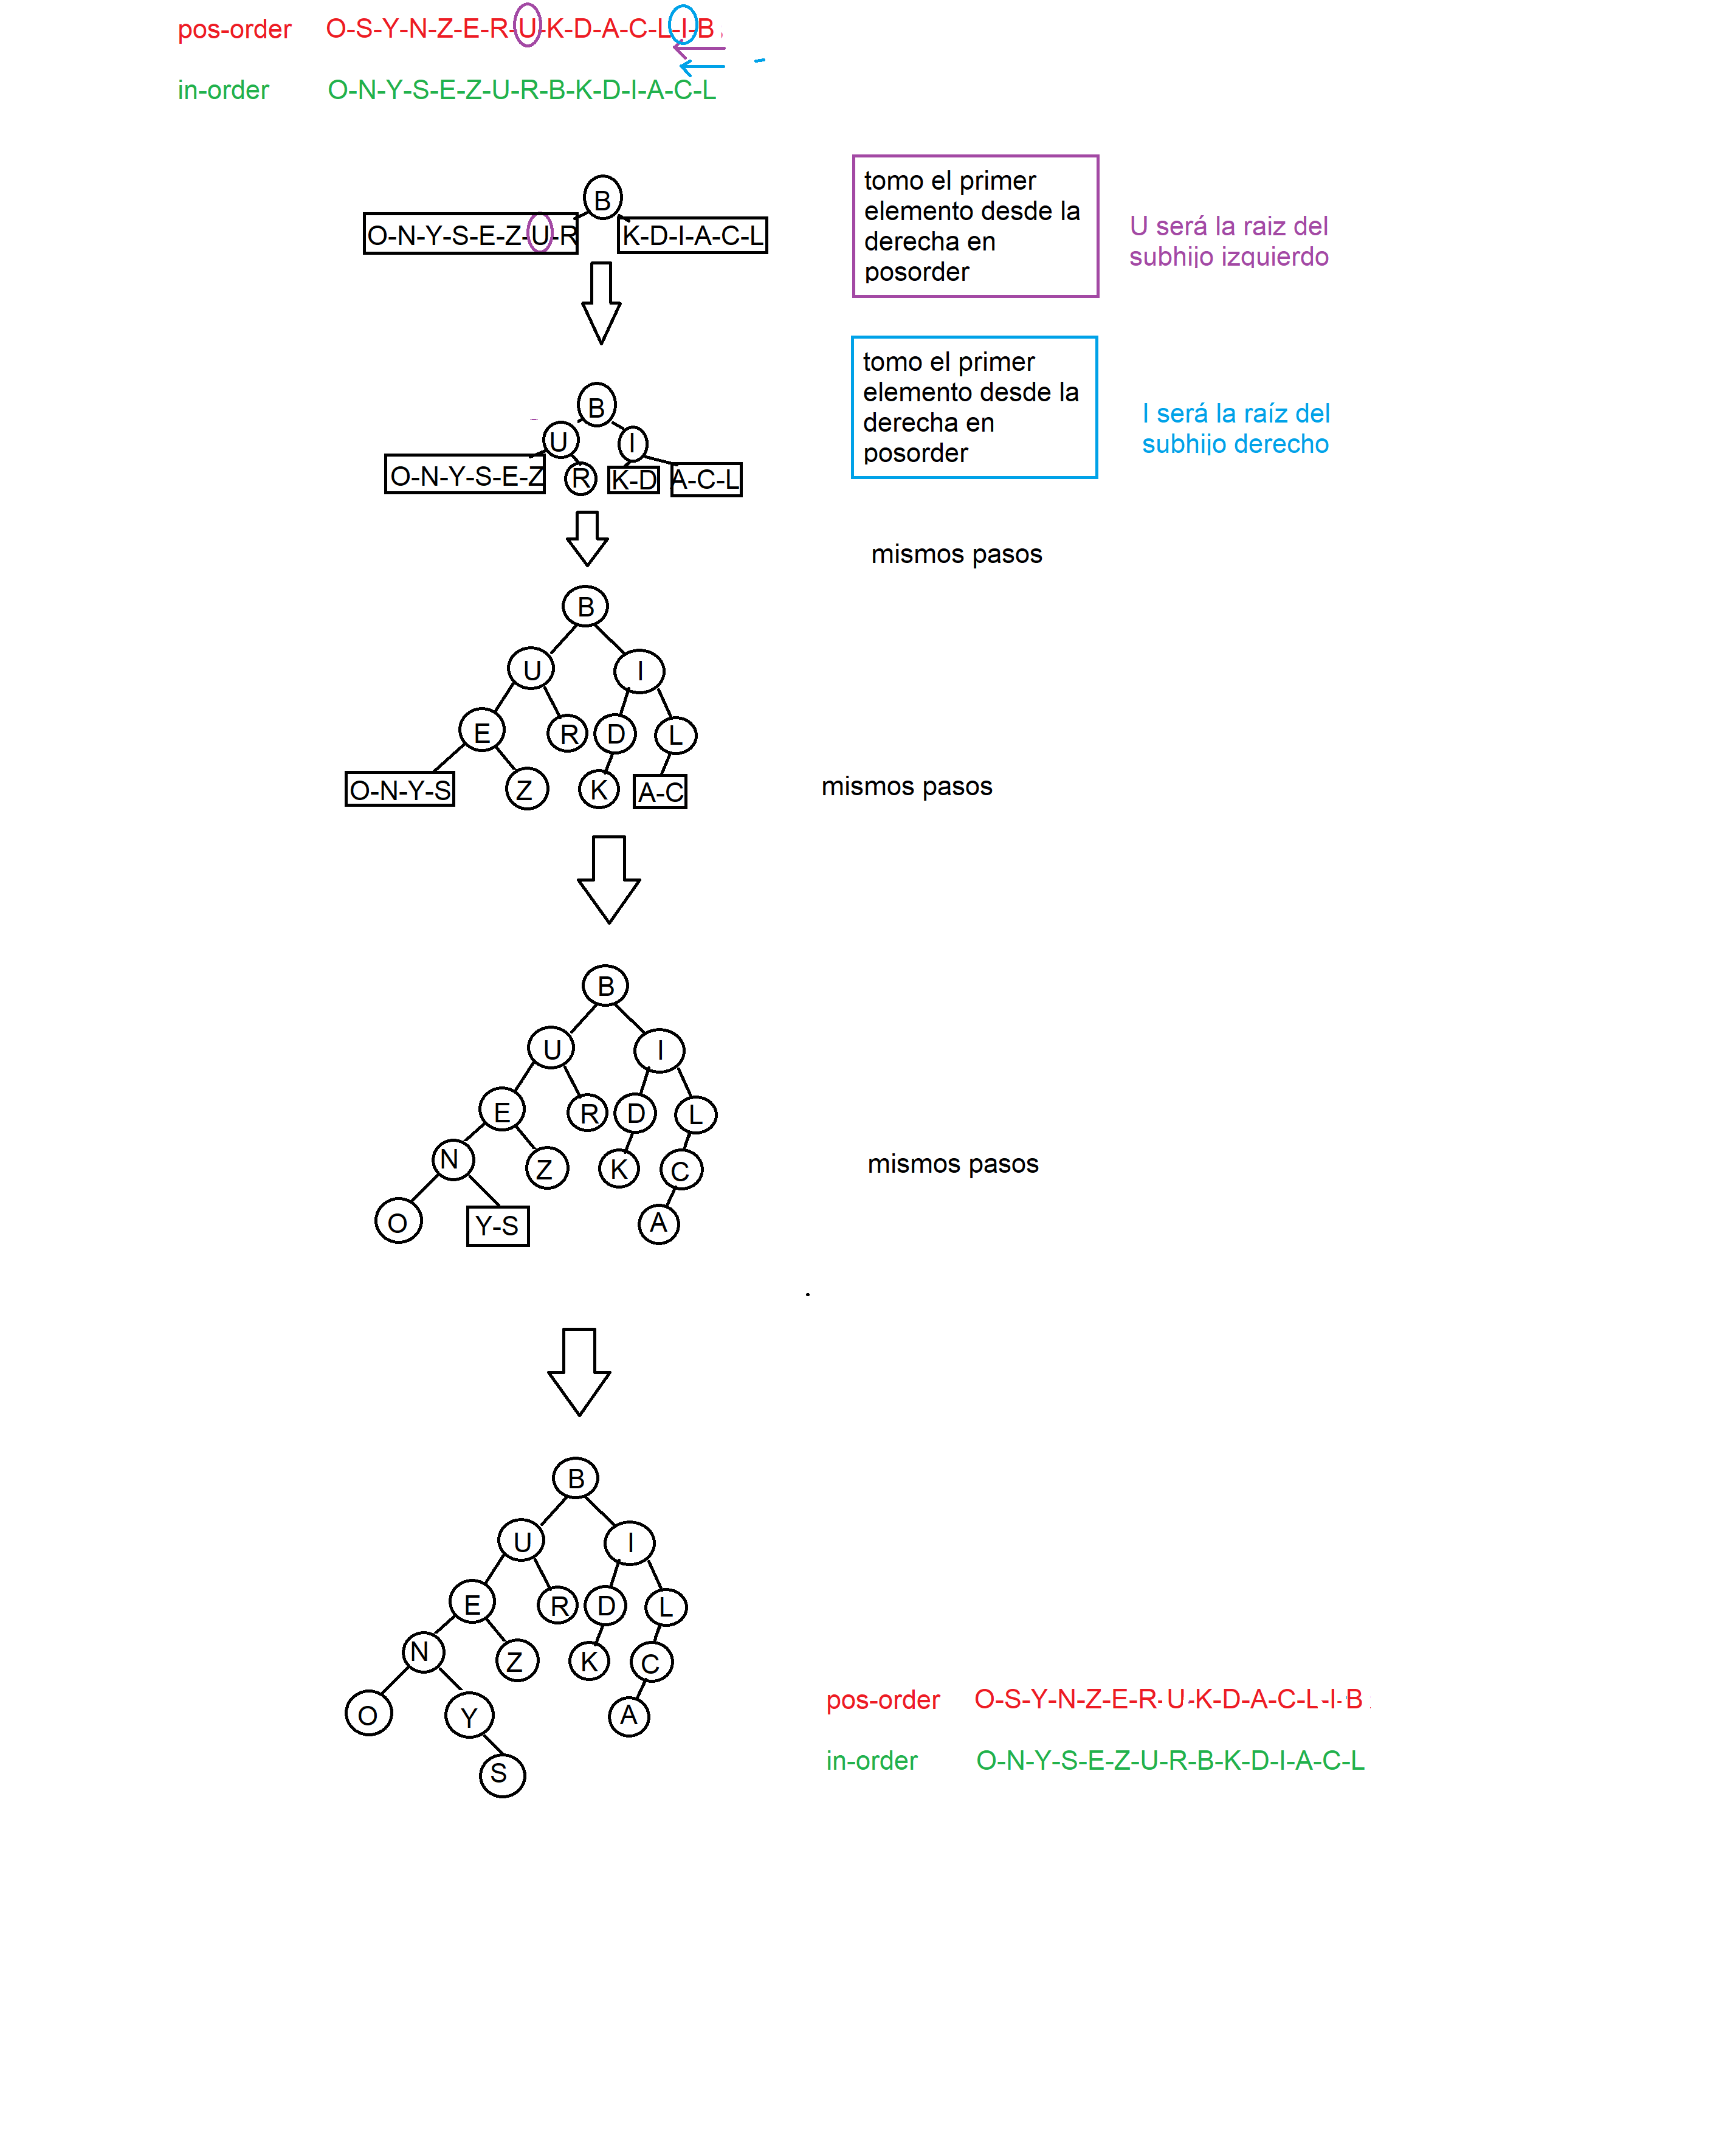 pos-order O-S-Y-N-Z-E-R-U-K-D-A-C-L-I-B
in-order O-N-Y-S-E-Z-U-R-B-K-D-I-A-C-L
B
O-N-Y-S-E-Z-U-R K-D-I-A-C-L
tomo el primer
elemento desde la
derecha en
posorder
U será la raiz del
subhijo izquierdo
B
U I
O-N-Y-S-E-Z R K-D A-C-L
tomo el primer
elemento desde la
derecha en
posorder
I será la raíz del
subhijo derecho
mismos pasos
B
U I
E R D L
O-N-Y-S Z K A-C
mismos pasos
B
U I
E R D L
N Z K C
O Y-S A
mismos pasos
B
U I
E R D L
N Z K C
O Y A
S
pos-order O-S-Y-N-Z-E-R-U-K-D-A-C-L-I-B
in-order O-N-Y-S-E-Z-U-R-B-K-D-I-A-C-L